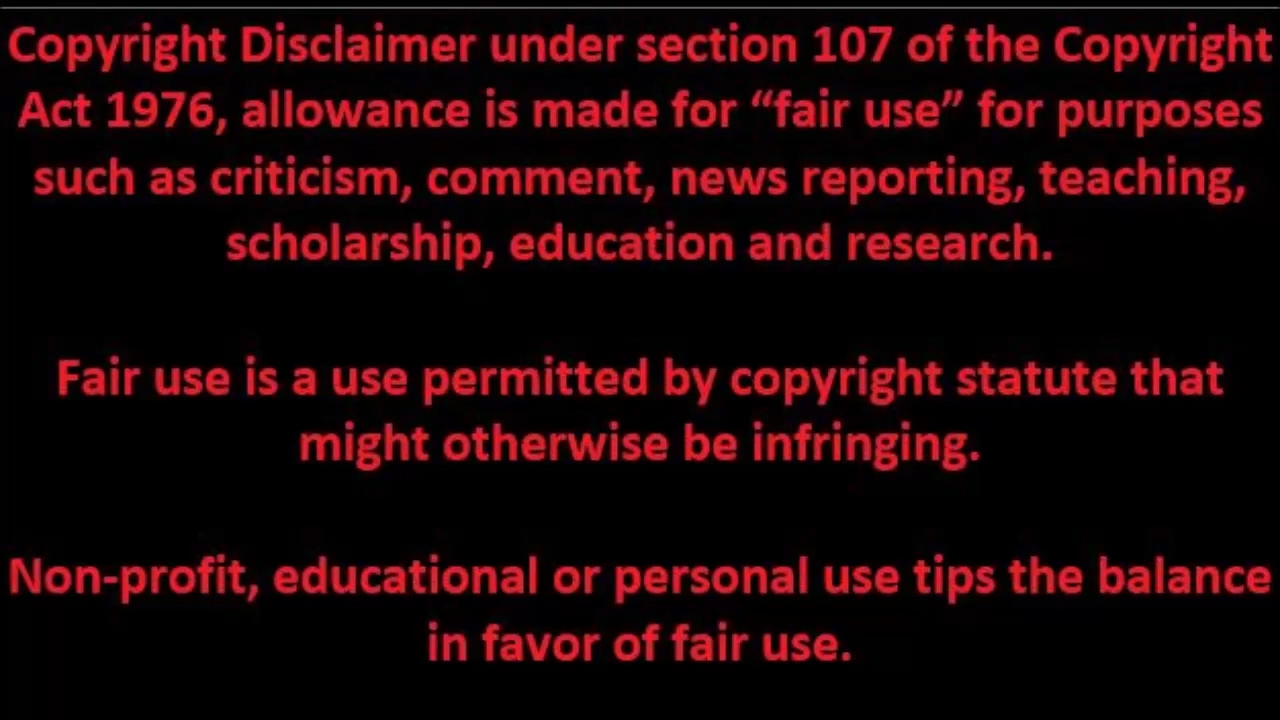 Copyright Disclaimer under section 107 of the Copyright
Act 1976, allowance is made for “fair use” for purposes
such as criticism, comment, news reporting, teaching,
scholarship, education and research.
Fair use is a use permitted by copyright statute that
might otherwise be infringing.
Non-profit, educational or personal use tips the balance
in favor of fair use.